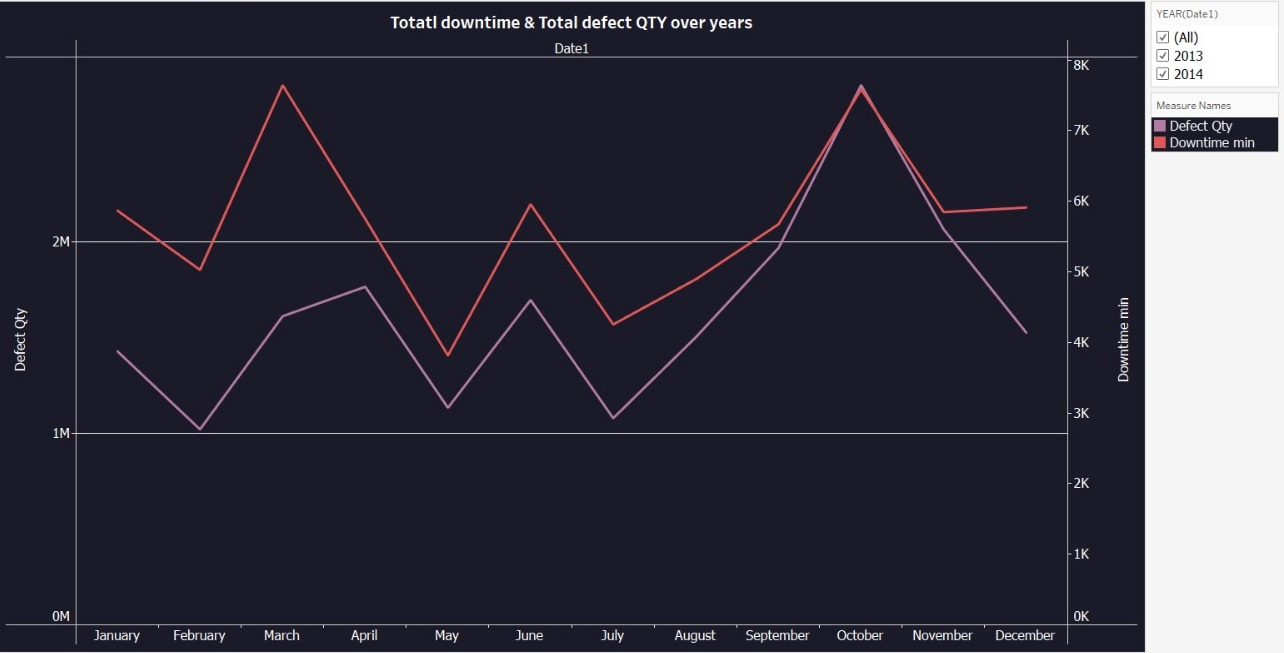 Totatl downtime & Total defect QTY over years
Date1
Defect Qty
2M
1M
0M
8K
7K
6K
5K
4K
3K
2K
1K
0K
Downtime min
January February March April May June July August September October November December
YEAR(Date1)
(All)
2013
2014
Measure Names
Defect Qty
Downtime min